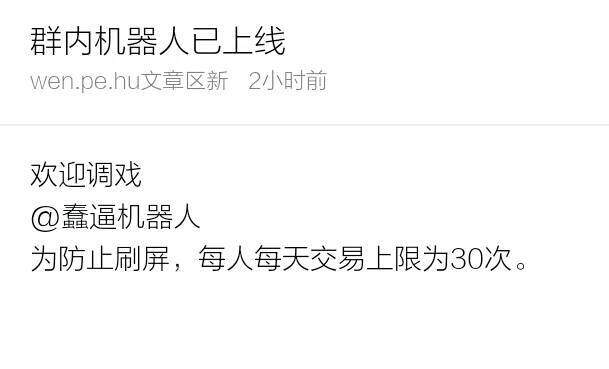 群内机器人已上线
wen.pe.hu文章区新 2小时前
欢迎调戏
@蠢逼机器人
为防止刷屏，每人每天交易上限为30次。